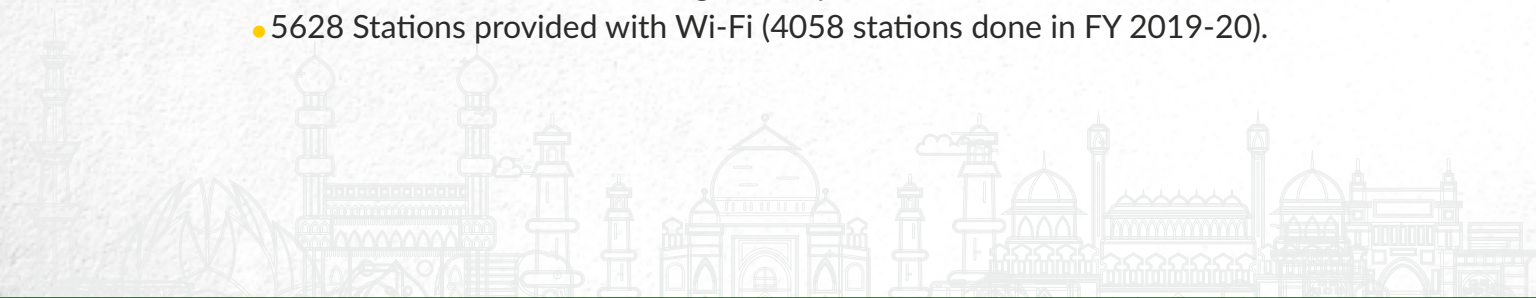 5628 Stations provided with Wi-Fi (4058 stations done in FY 2019-20).